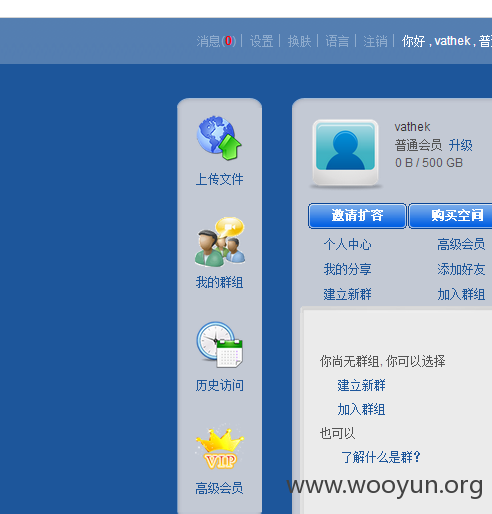 消息(0) | 设置 | 换肤 | 语言 | 注销 | 你好 , vathek , 普
上传文件
我的群组
历史访问
VIP
高级会员
vathek
普通会员 升级
0 B / 500 GB
邀请扩容 购买空间
个人中心 高级会员
我的分享 添加好友
建立新群 加入群组
你尚无群组, 你可以选择
建立新群
加入群组
也可以
了解什么是群?
www.wooyun.org